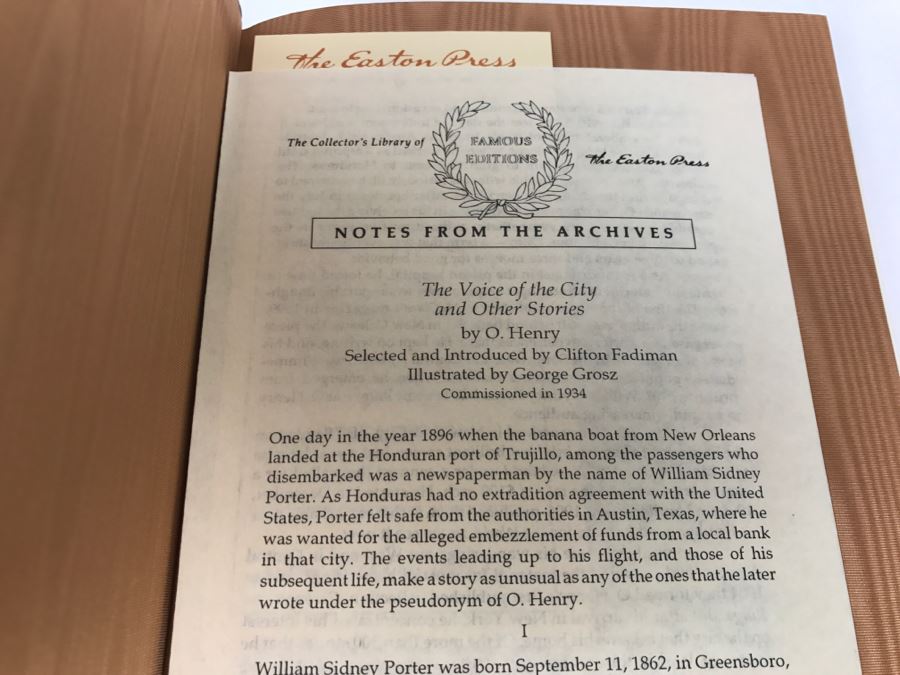 The Easton Press
The Collector's Library of
FAMOUS
EDITIONS
The Easton Press
NOTES FROM THE ARCHIVES
The Voice of the City
and Other Stories
by O. Henry
Selected and Introduced by Clifton Fadiman
Illustrated by George Grosz
Commissioned in 1934
One day in the year 1896 when the banana boat from New Orleans
landed at the Honduran port of Trujillo, among the passengers who
disembarked was a newspaperman by the name of William Sidney
Porter. As Honduras had no extradition agreement with the United
States, Porter felt safe from the authorities in Austin, Texas, where he
was wanted for the alleged embezzlement of funds from a local bank
in that city. The events leading up to his flight, and those of his
subsequent life, make a story as unusual as any of the ones that he later
wrote under the pseudonym of O. Henry.
I
William Sidney Porter was born September 11, 1862, in Greensboro,